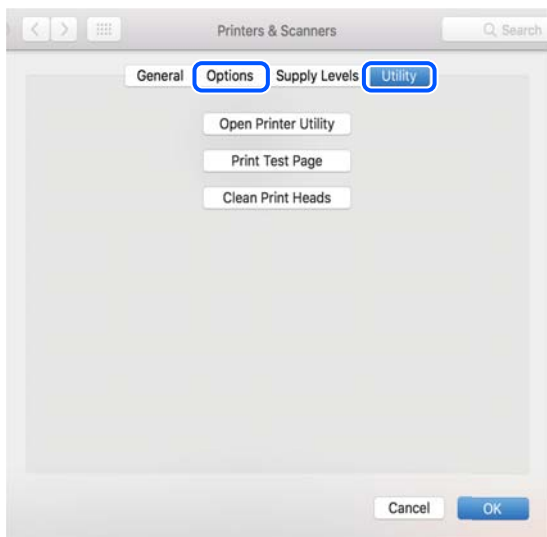 Printers & Scanners Search
General Options Supply Levels Utility
Open Printer Utility
Print Test Page
Clean Print Heads
Cancel OK